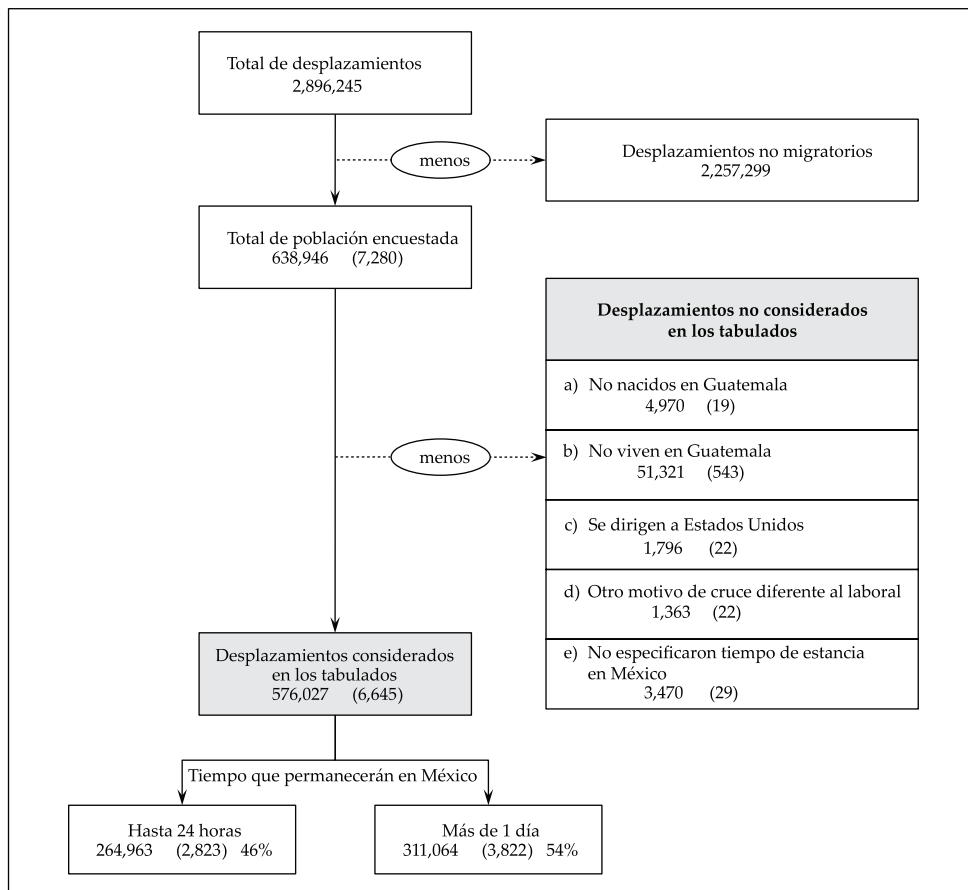 Total de desplazamientos
2,896,245
menos
Desplazamientos no migratorios
2,257,299
Total de población encuestada
638,946 (7,280)
Desplazamientos no considerados
en los tabulados
a) No nacidos en Guatemala
4,970 (19)
menos
b) No viven en Guatemala
51,321 (543)
c) Se dirigen a Estados Unidos
1,796 (22)
d) Otro motivo de cruce diferente al laboral
1,363 (22)
e) No especificaron tiempo de estancia
en México
3,470 (29)
Desplazamientos considerados
en los tabulados
576,027 (6,645)
Tiempo que permanecerán en México
Hasta 24 horas
264,963 (2,823) 46%
Más de 1 día
311,064 (3,822) 54%